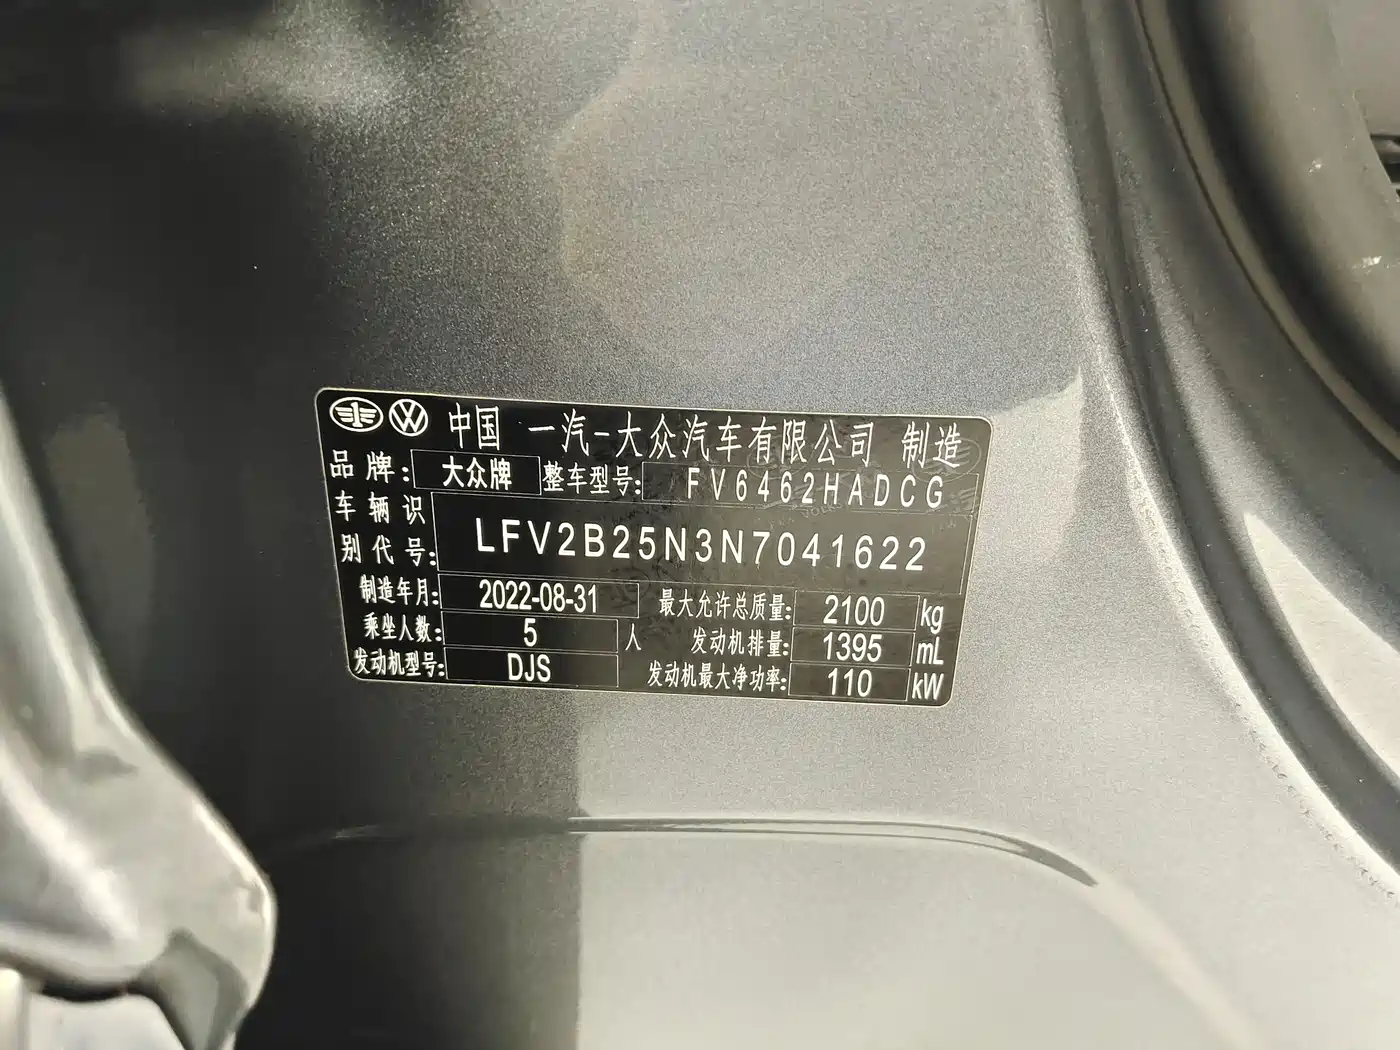 中国 一汽-大众汽车有限公司 制造
品牌: 大众牌 整车型号: FV6462HADCG
车辆识别代号: LFV2B25N3N7041622
制造年月: 2022-08-31 最大允许总质量: 2100 kg
乘坐人数: 5 人 发动机排量: 1395 mL
发动机型号: DJS 发动机最大净功率: 110 kW